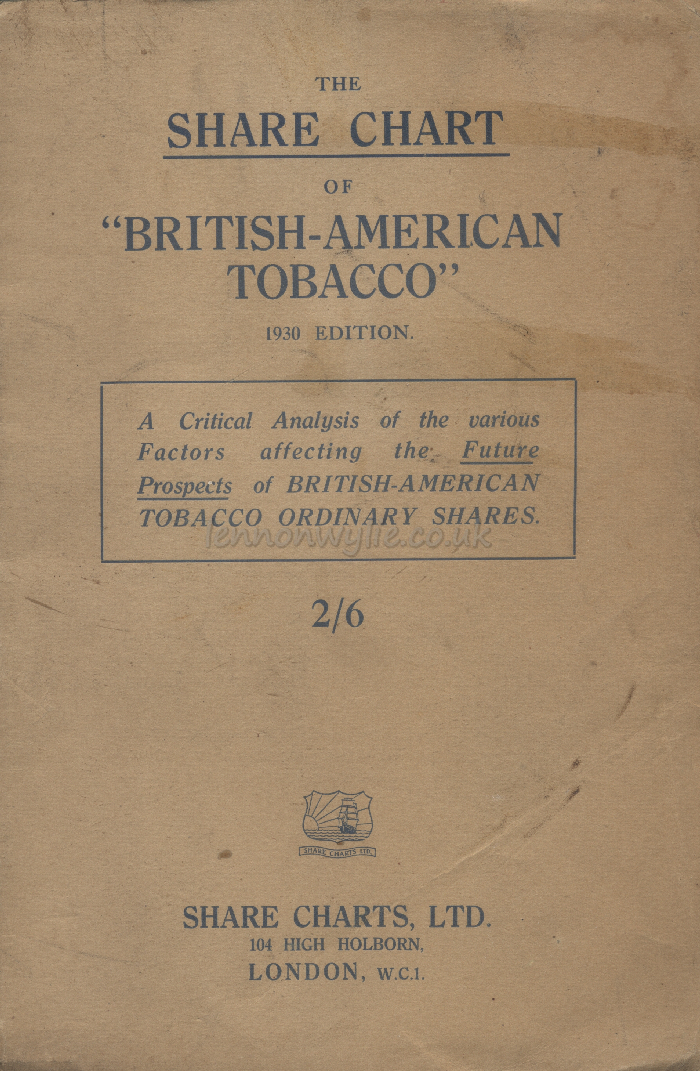 THE
SHARE CHART
OF
“BRITISH-AMERICAN
TOBACCO”
1930 EDITION.
A Critical Analysis of the various
Factors affecting the Future
Prospects of BRITISH-AMERICAN
TOBACCO ORDINARY SHARES.
lennonwylie.co.uk
2/6
SHARE CHARTS LTD.
SHARE CHARTS, LTD.
104 HIGH HOLBORN,
LONDON, W.C.1.